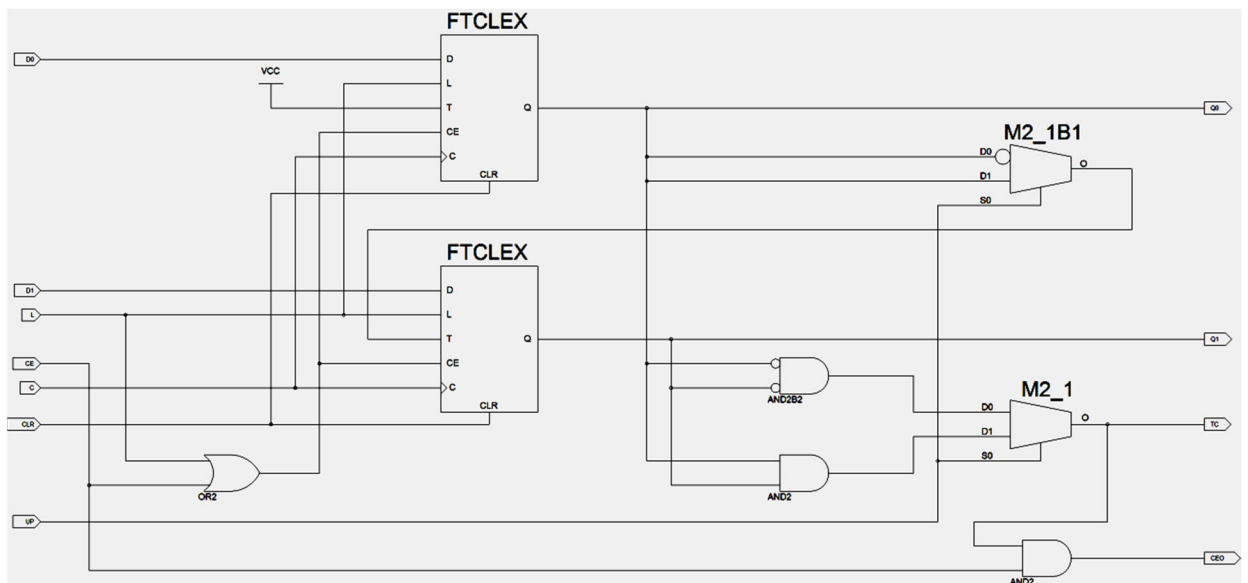 FTCLEX
D0
VCC
D
L
T
CE
C
Q
CLR
Q0
M2_1B1
D0
D1
S0
O
FTCLEX
D1
L
CE
C
CLR
D
L
T
CE
C
Q
CLR
Q1
AND2B2
M2_1
D0
D1
S0
O
TC
OR2
AND2
UP
AND2
CEO